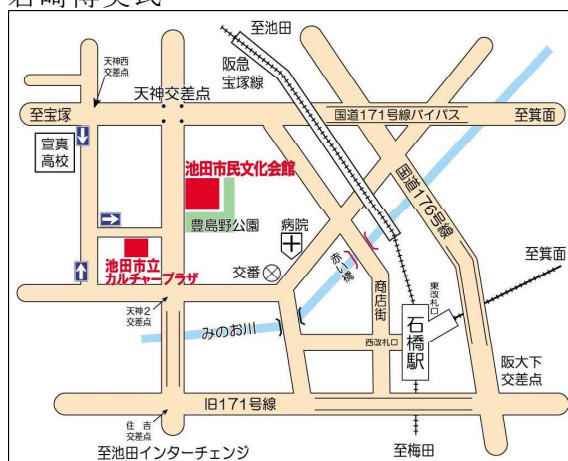 至池田
天神西
交差点
阪急
宝塚線
天神交差点
至宝塚
国道171号線バイパス
至箕面
宣真
高校
池田市民文化会館
国道176号線
豊島野公園
病院
赤い橋
至箕面
池田市立
カルチャープラザ
交番
東改札口
商店街
天神2
交差点
みのお川
石橋駅
西改札口
阪大下
交差点
旧171号線
住吉
交差点
至池田インターチェンジ
至梅田